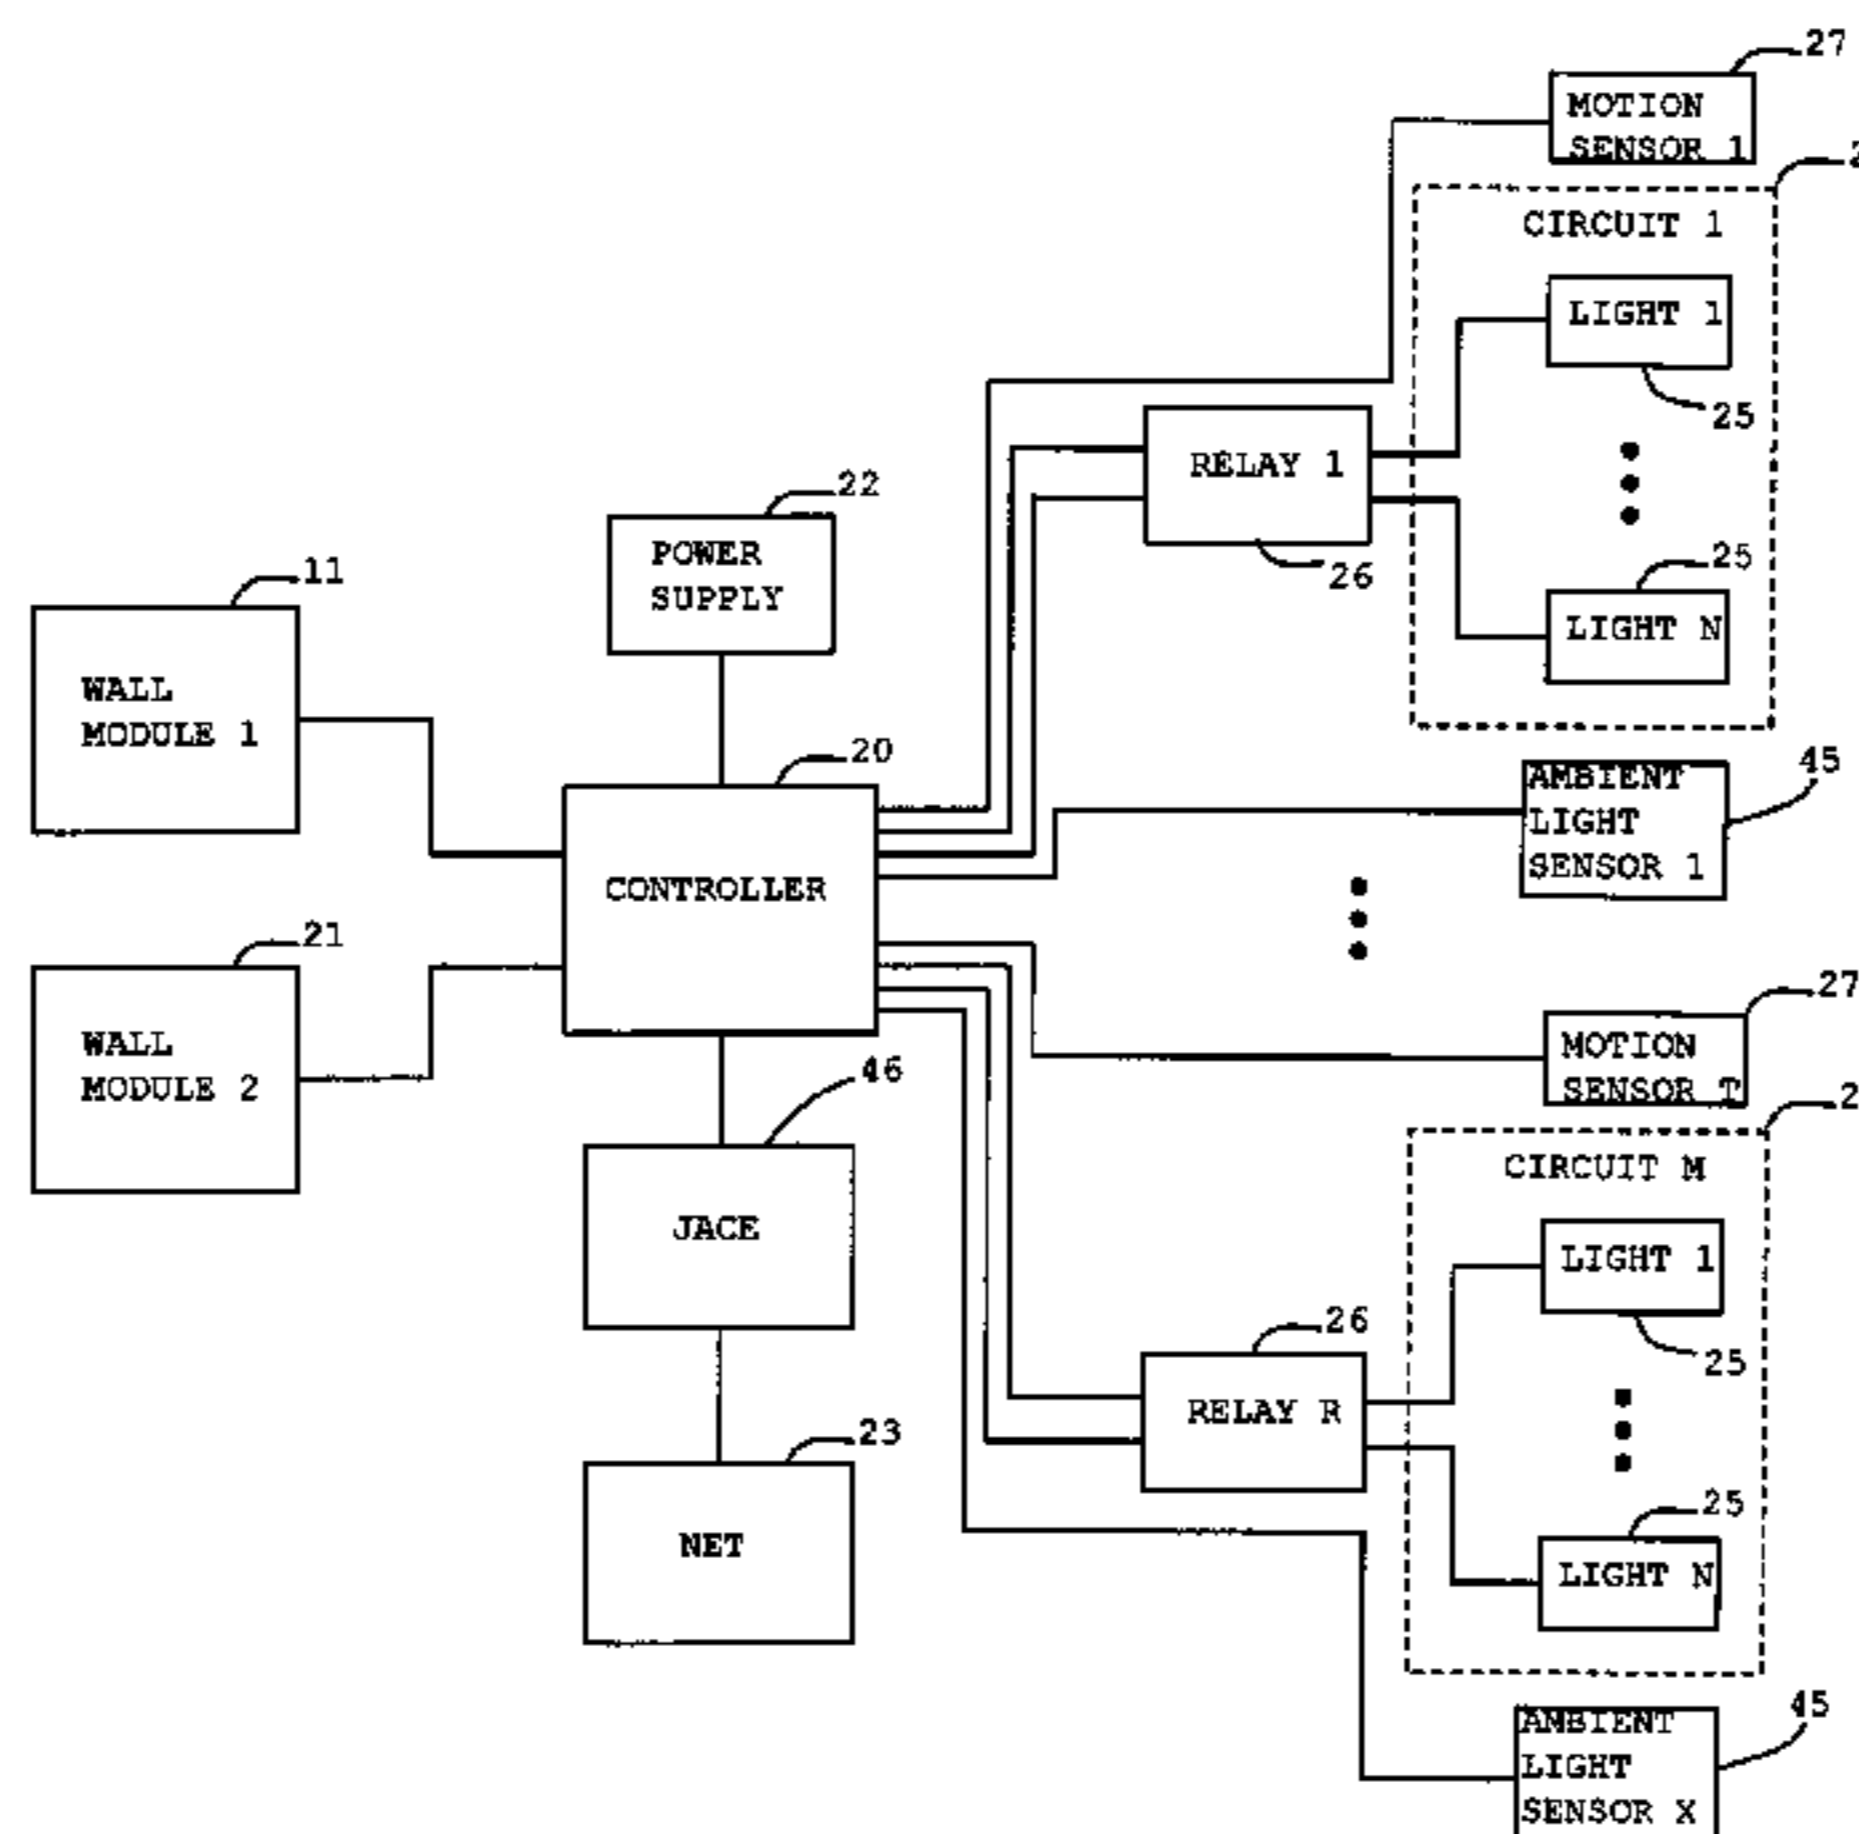 27
MOTION
SENSOR 1
2
CIRCUIT 1
LIGHT 1
25
RELAY 1
26
25
LIGHT N
22
POWER
SUPPLY
11
WALL
MODULE 1
20
CONTROLLER
45
AMBIENT
LIGHT
SENSOR 1
21
WALL
MODULE 2
27
MOTION
SENSOR T
2
46
JACE
CIRCUIT M
LIGHT 1
25
26
RELAY R
25
LIGHT N
23
NET
45
AMBIENT
LIGHT
SENSOR X